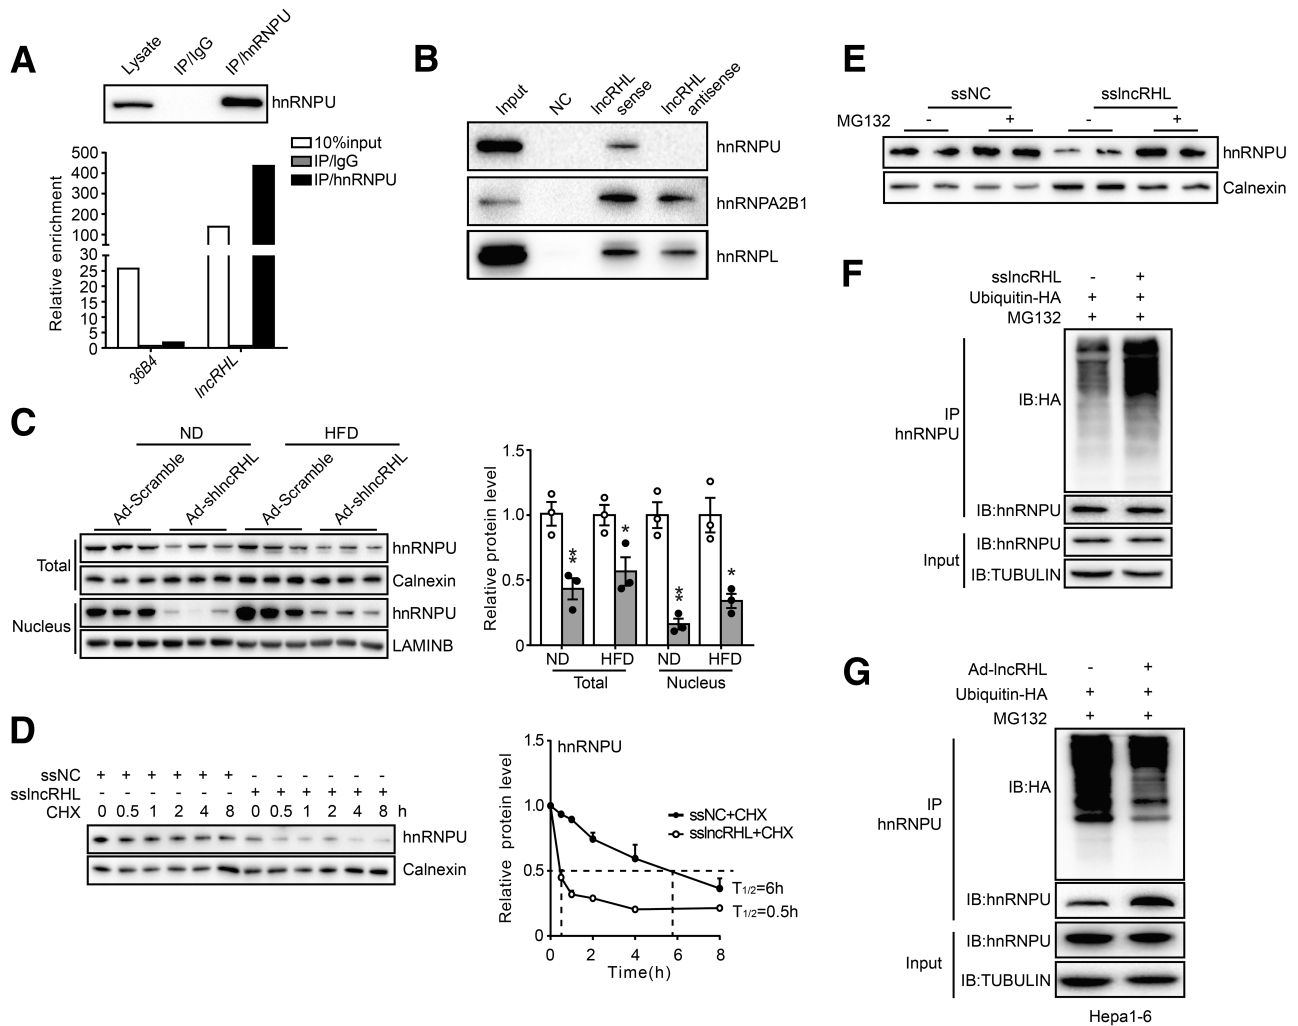 A
Lysate
IP/IgG
IP/hnRNPU
hnRNPU
10%input
IP/IgG
IP/hnRNPU
Relative enrichment
500
400
300
200
100
30
25
20
15
10
5
0
36B4
lncRHL
B
Input
NC
lncRHL sense
lncRHL antisense
hnRNPU
hnRNPA2B1
hnRNPL
C
ND
HFD
Ad-Scramble
Ad-shlncRHL
Ad-Scramble
Ad-shlncRHL
Total
hnRNPU
Calnexin
Nucleus
hnRNPU
LAMINB
Relative protein level
1.5
1.0
0.5
0
**
*
**
*
ND
HFD
ND
HFD
Total
Nucleus
D
ssNC + + + + + + - - - - - -
sslncRHL - - - - - - + + + + + +
CHX 0 0.5 1 2 4 8 0 0.5 1 2 4 8 h
hnRNPU
Calnexin
hnRNPU
Relative protein level
1.5
1.0
0.5
0
ssNC+CHX
sslncRHL+CHX
T1/2=6h
T1/2=0.5h
0 2 4 6 8
Time(h)
E
ssNC
sslncRHL
MG132 - + - +
hnRNPU
Calnexin
F
sslncRHL - +
Ubiquitin-HA + +
MG132 + +
IP
hnRNPU
IB:HA
IB:hnRNPU
Input
IB:hnRNPU
IB:TUBULIN
G
Ad-lncRHL - +
Ubiquitin-HA + +
MG132 + +
IP
hnRNPU
IB:HA
IB:hnRNPU
Input
IB:hnRNPU
IB:TUBULIN
Hepa1-6